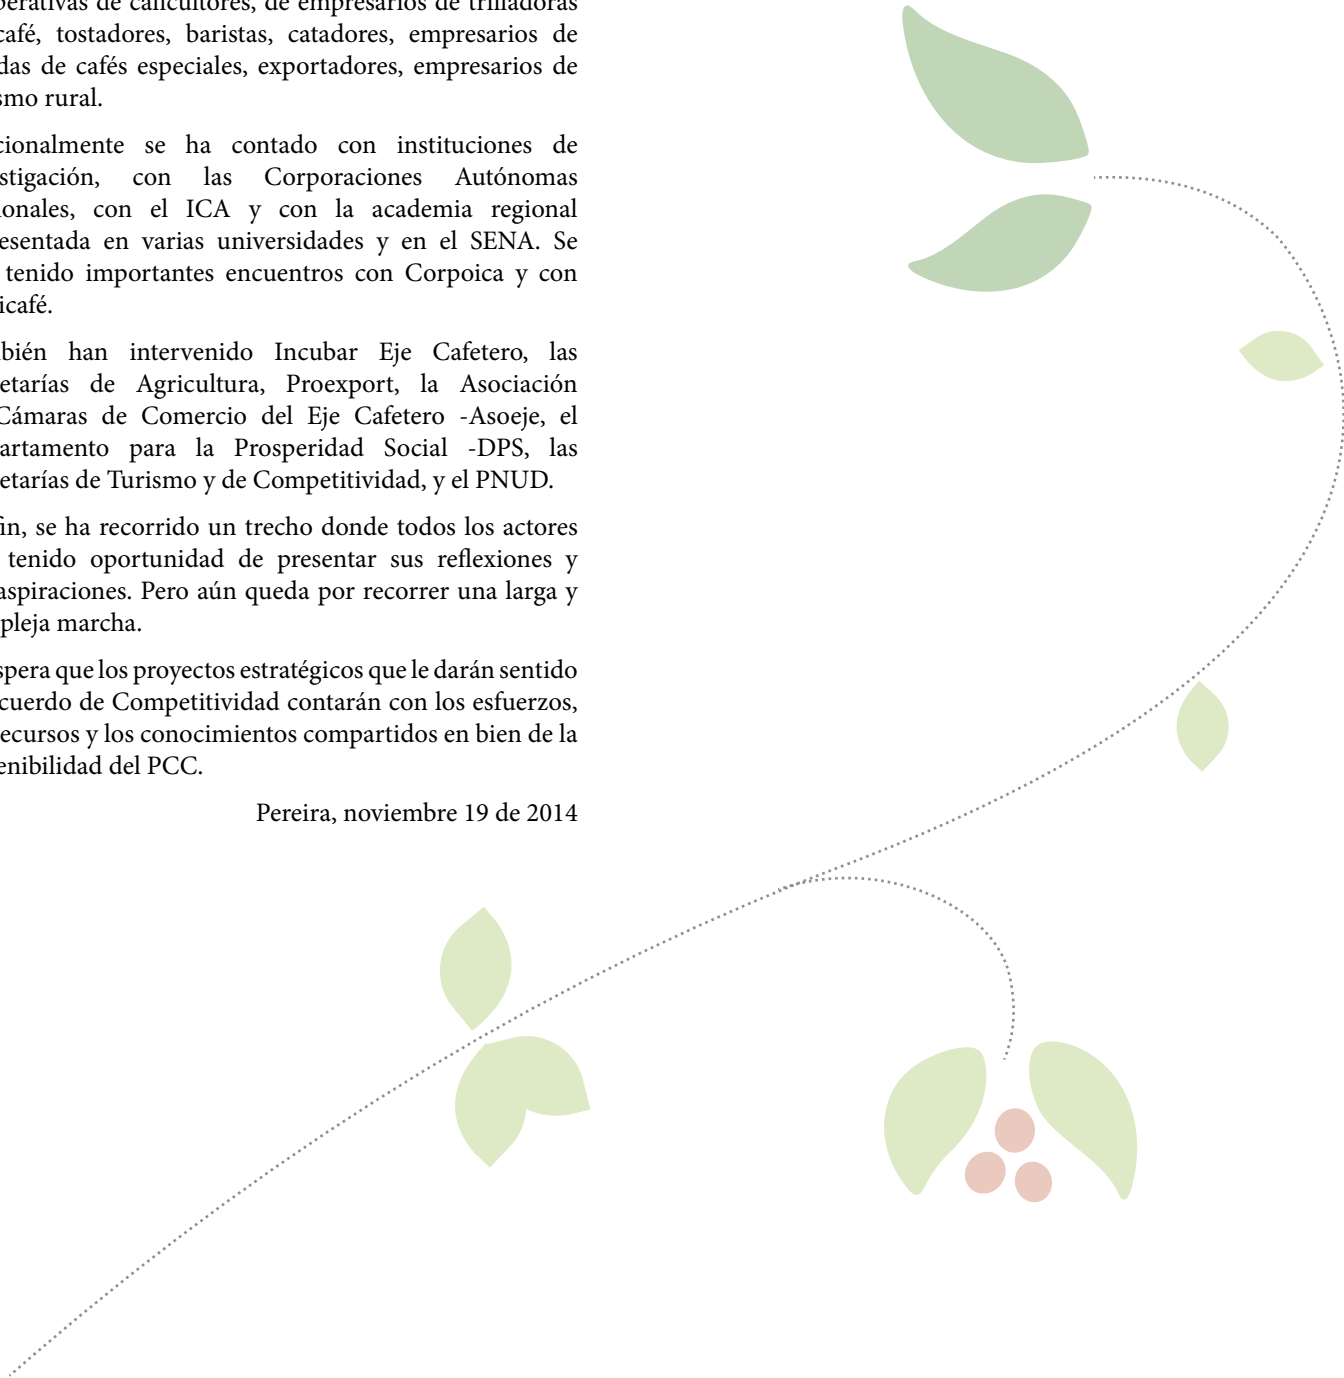 perativas de caficultores, de empresarios de trilladoras
café, tostadores, baristas, catadores, empresarios de
das de cafés especiales, exportadores, empresarios de
smo rural.
cionalmente se ha contado con instituciones de
stigación, con las Corporaciones Autónomas
onales, con el ICA y con la academia regional
esentada en varias universidades y en el SENA. Se
tenido importantes encuentros con Corpoica y con
icafé.
bién han intervenido Incubar Eje Cafetero, las
etarías de Agricultura, Proexport, la Asociación
Cámaras de Comercio del Eje Cafetero -Asoeje, el
artamento para la Prosperidad Social -DPS, las
etarías de Turismo y de Competitividad, y el PNUD.
fin, se ha recorrido un trecho donde todos los actores
tenido oportunidad de presentar sus reflexiones y
aspiraciones. Pero aún queda por recorrer una larga y
pleja marcha.
spera que los proyectos estratégicos que le darán sentido
cuerdo de Competitividad contarán con los esfuerzos,
recursos y los conocimientos compartidos en bien de la
enibilidad del PCC.
Pereira, noviembre 19 de 2014